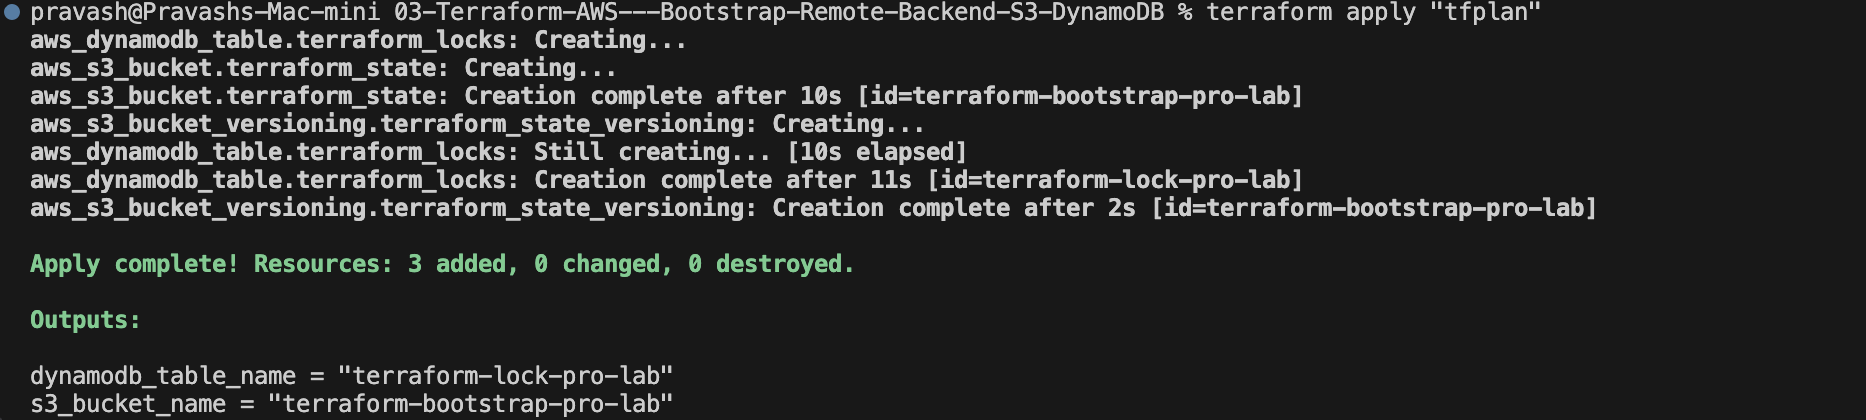 pravash@Pravashs-Mac-mini 03-Terraform-AWS---Bootstrap-Remote-Backend-S3-DynamoDB % terraform apply "tfplan"
aws_dynamodb_table.terraform_locks: Creating...
aws_s3_bucket.terraform_state: Creating...
aws_s3_bucket.terraform_state: Creation complete after 10s [id=terraform-bootstrap-pro-lab]
aws_s3_bucket_versioning.terraform_state_versioning: Creating...
aws_dynamodb_table.terraform_locks: Still creating... [10s elapsed]
aws_dynamodb_table.terraform_locks: Creation complete after 11s [id=terraform-lock-pro-lab]
aws_s3_bucket_versioning.terraform_state_versioning: Creation complete after 2s [id=terraform-bootstrap-pro-lab]
Apply complete! Resources: 3 added, 0 changed, 0 destroyed.
Outputs:
dynamodb_table_name = "terraform-lock-pro-lab"
s3_bucket_name = "terraform-bootstrap-pro-lab"